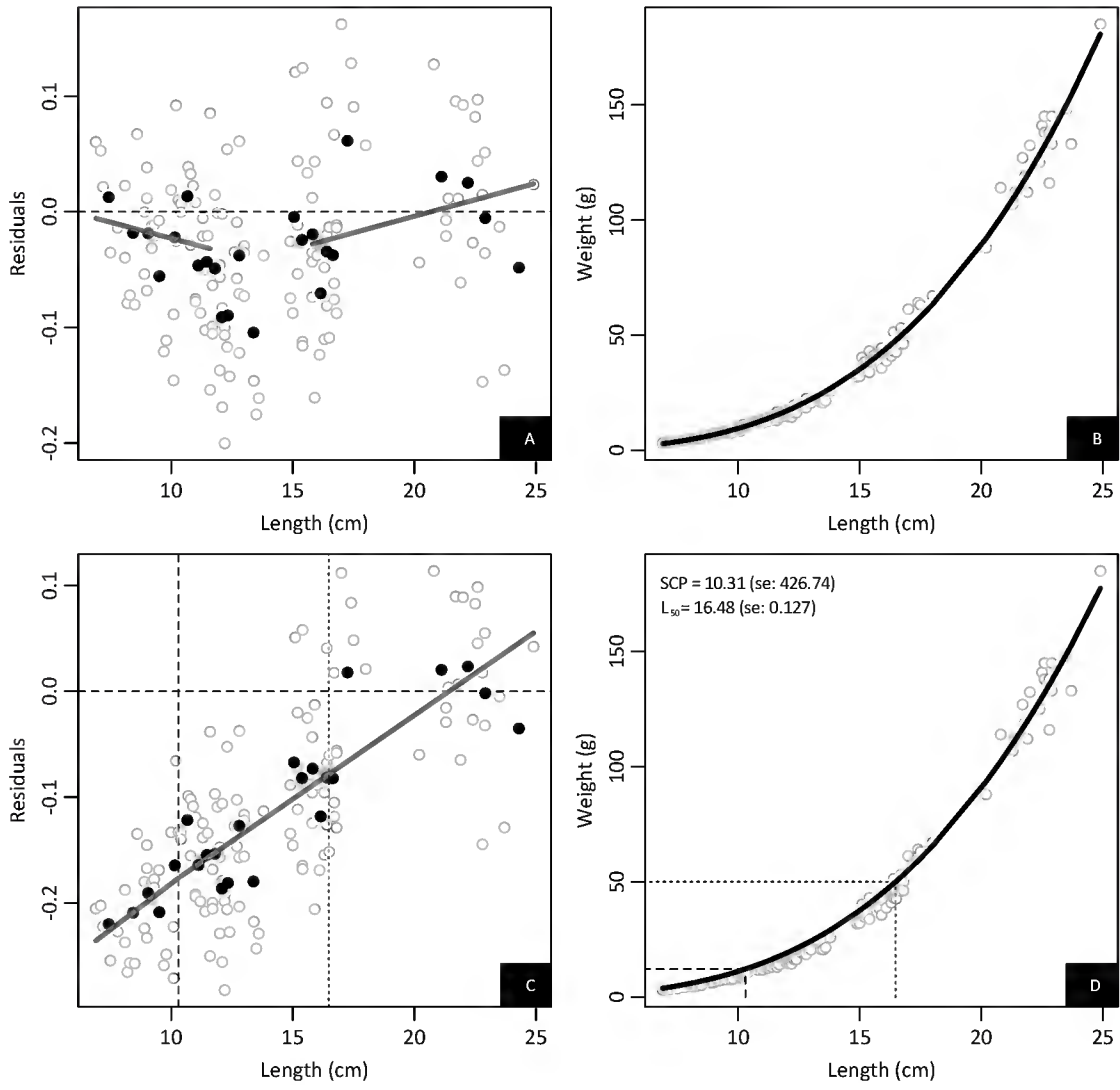 0.1
0.0
-0.1
-0.2
Residuals
10
15
20
25
Length (cm)
A
150
100
50
0
Weight (g)
10
15
20
25
Length (cm)
B
0.1
0.0
-0.1
-0.2
Residuals
10
15
20
25
Length (cm)
C
SCP = 10.31 (se: 426.74)
L₅₀= 16.48 (se: 0.127)
150
100
50
0
Weight (g)
10
15
20
25
Length (cm)
D